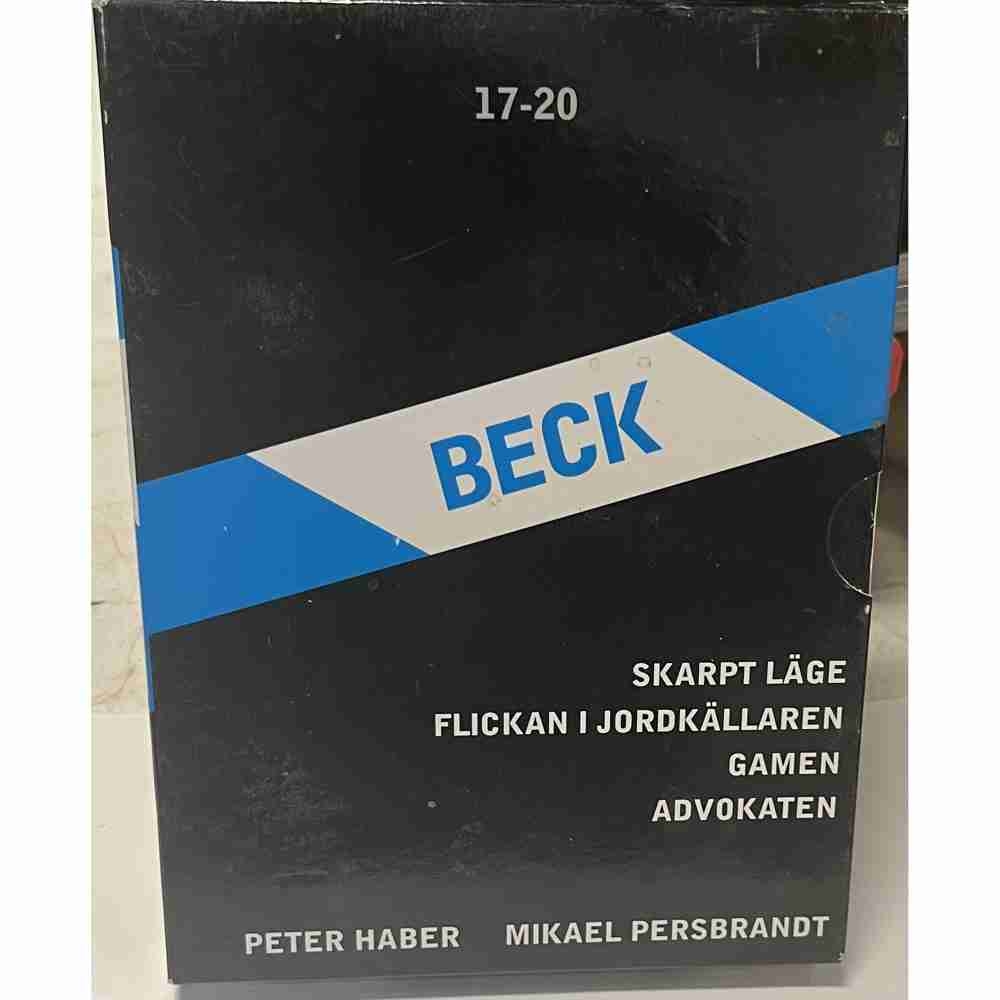 17-20
BECK
SKARPT LÄGE
FLICKAN I JORDKÄLLAREN
GAMEN
ADVOKATEN
PETER HABER MIKAEL PERSBRANDT